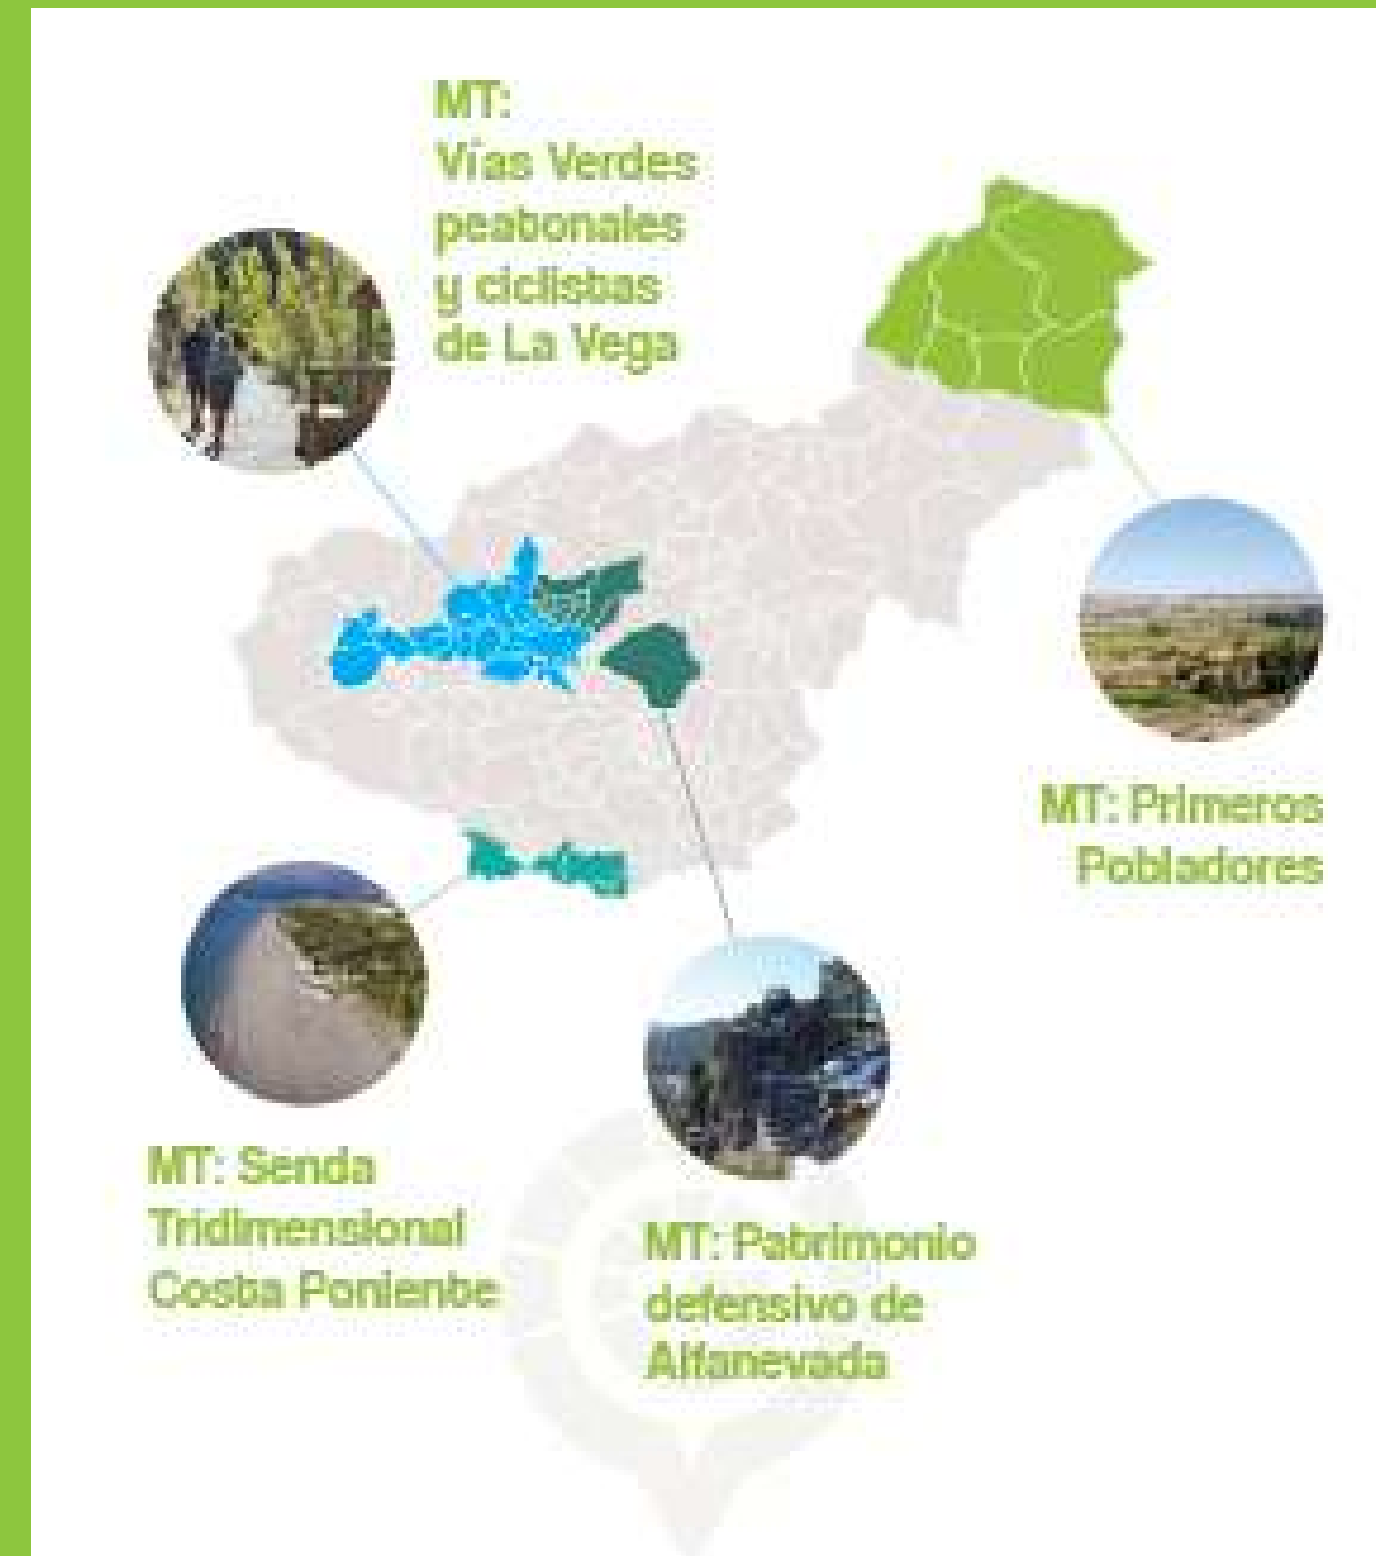 MT:
Vías Verdes
peatonales
y ciclistas
de La Vega
MT: Primeros
Pobladores
MT: Senda
Tridimensional
Costa Poniente
MT: Patrimonio
defensivo de
Alfanevada